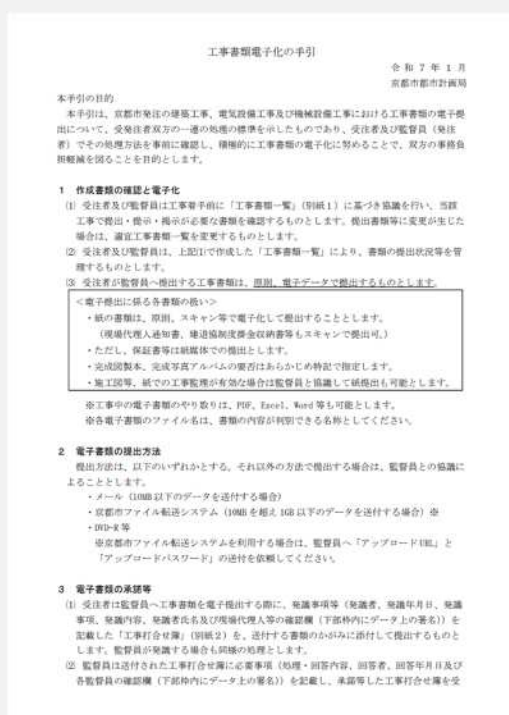 工事書類電子化の手引
令和7年1月
京都市都市計画局
本手引の目的
本手引は、京都市発注の建築工事、電気設備工事及び機械設備工事における工事書類の電子提
出について、受発注者双方の一連の処理の標準を示したものであり、受注者及び監督員（発注
者）でその処理方法を事前に確認し、積極的に工事書類の電子化に努めることで、双方の事務負
担軽減を図ることを目的とします。
1 作成書類の確認と電子化
⑴ 受注者及び監督員は工事着手前に「工事書類一覧」（別紙１）に基づき協議を行い、当該
工事で提出・提示・掲示が必要な書類を確認するものとします。提出書類等に変更が生じた
場合は、適宜工事書類一覧を変更するものとします。
⑵ 受注者及び監督員は、上記⑴で作成した「工事書類一覧」により、書類の提出状況等を管
理するものとします。
⑶ 受注者が監督員へ提出する工事書類は、原則、電子データで提出するものとします。
＜電子提出に係る各書類の扱い＞
・紙の書類は、原則、スキャン等で電子化して提出することとします。
（現場代理人通知書、建退協制度掛金収納書等もスキャンで提出可。）
・ただし、保証書等は紙媒体での提出とします。
・完成図製本、完成写真アルバムの要否はあらかじめ特記で指定します。
・施工図等、紙での工事監理が有効な場合は監督員と協議して紙提出も可能とします。
※工事中の電子書類のやり取りは、PDF、Excel、Word 等も可能とします。
※各電子書類のファイル名は、書類の内容が判別できる名称としてください。
2 電子書類の提出方法
提出方法は、以下のいずれかとする。それ以外の方法で提出する場合は、監督員との協議に
よることとします。
・メール（10MB 以下のデータを送付する場合）
・京都市ファイル転送システム（10MB を超え 1GB 以下のデータを送付する場合）※
・DVD-R 等
※京都市ファイル転送システムを利用する場合は、監督員へ「アップロード URL」と
「アップロードパスワード」の送付を依頼してください。
3 電子書類の承諾等
⑴ 受注者は監督員へ工事書類を電子提出する際に、発議事項等（発議者、発議年月日、発議
事項、発議内容、発議者氏名及び現場代理人等の確認欄（下部枠内にデータ上の署名））を
記載した「工事打合せ簿」（別紙２）を、送付する書類のかがみに添付して提出するものと
します。監督員が発議する場合も同様の処理とします。
⑵ 監督員は送付された工事打合せ簿に必要事項（処理・回答内容、回答者、回答年月日及び
各監督員の確認欄（下部枠内にデータ上の署名））を記載し、承諾等した工事打合せ簿を受